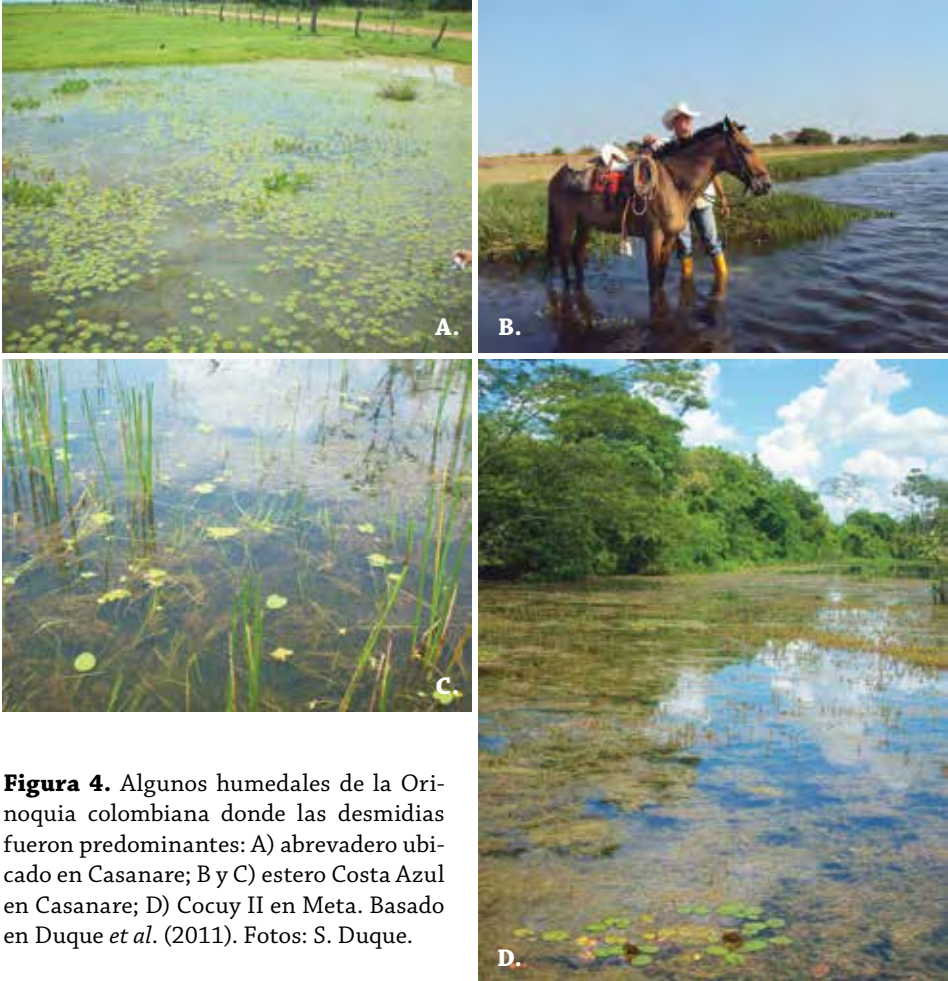 A.
B.
C.
D.
Figura 4. Algunos humedales de la Ori-
noquia colombiana donde las desmidias
fueron predominantes: A) abrevadero ubi-
cado en Casanare; B y C) estero Costa Azul
en Casanare; D) Cocuy II en Meta. Basado
en Duque et al. (2011). Fotos: S. Duque.